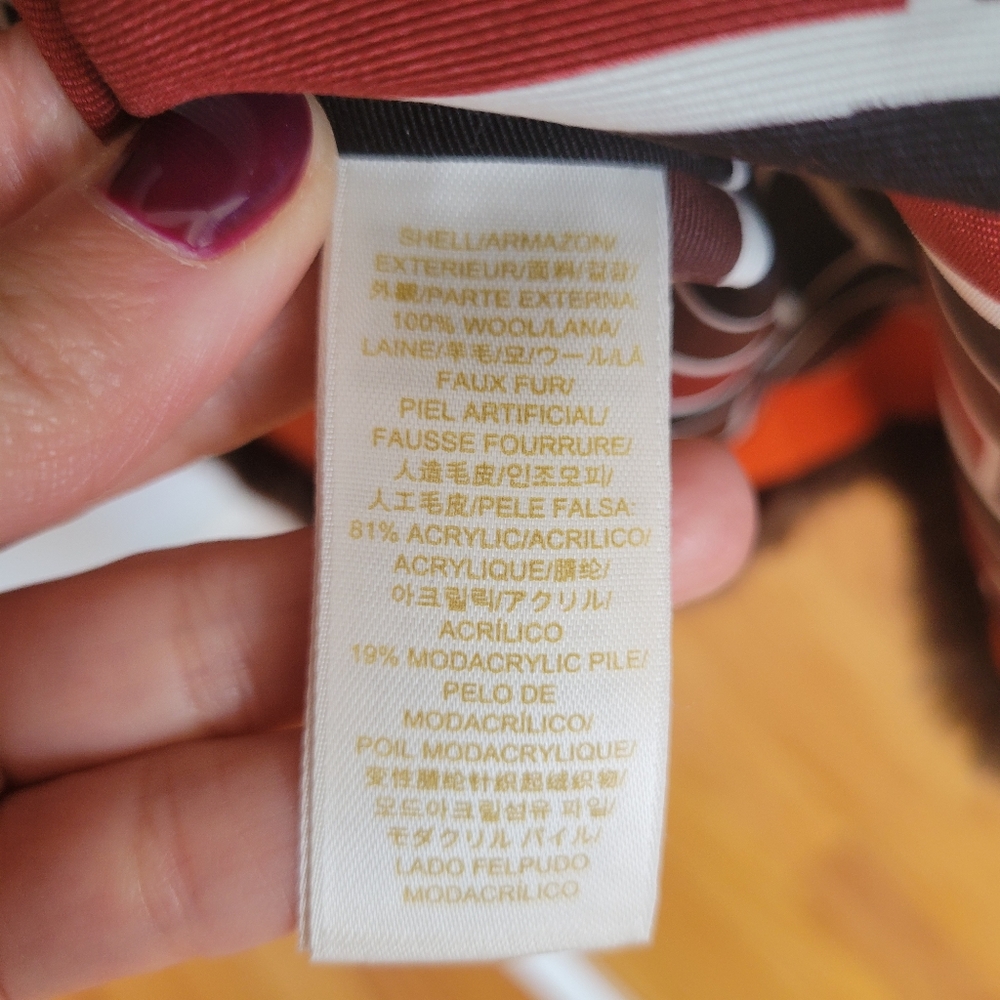 SHELL/ARMAZON/
EXTERIEUR/面料/겉감/
外観/PARTE EXTERNA:
100% WOOL/LANA/
LAINE/羊毛/모/ウール/LÃ
FAUX FUR/
PIEL ARTIFICIAL/
FAUSSE FOURRURE/
人造毛皮/인조모피/
人工毛皮/PELE FALSA:
81% ACRYLIC/ACRILICO/
ACRYLIQUE/腈纶/
아크릴릭/アクリル/
ACRÍLICO
19% MODACRYLIC PILE/
PELO DE
MODACRÍLICO/
POIL MODACRYLIQUE/
变性腈纶针织起绒织物/
모드아크릴섬유 파일/
モダクリル パイル/
LADO FELPUDO
MODACRÍLICO